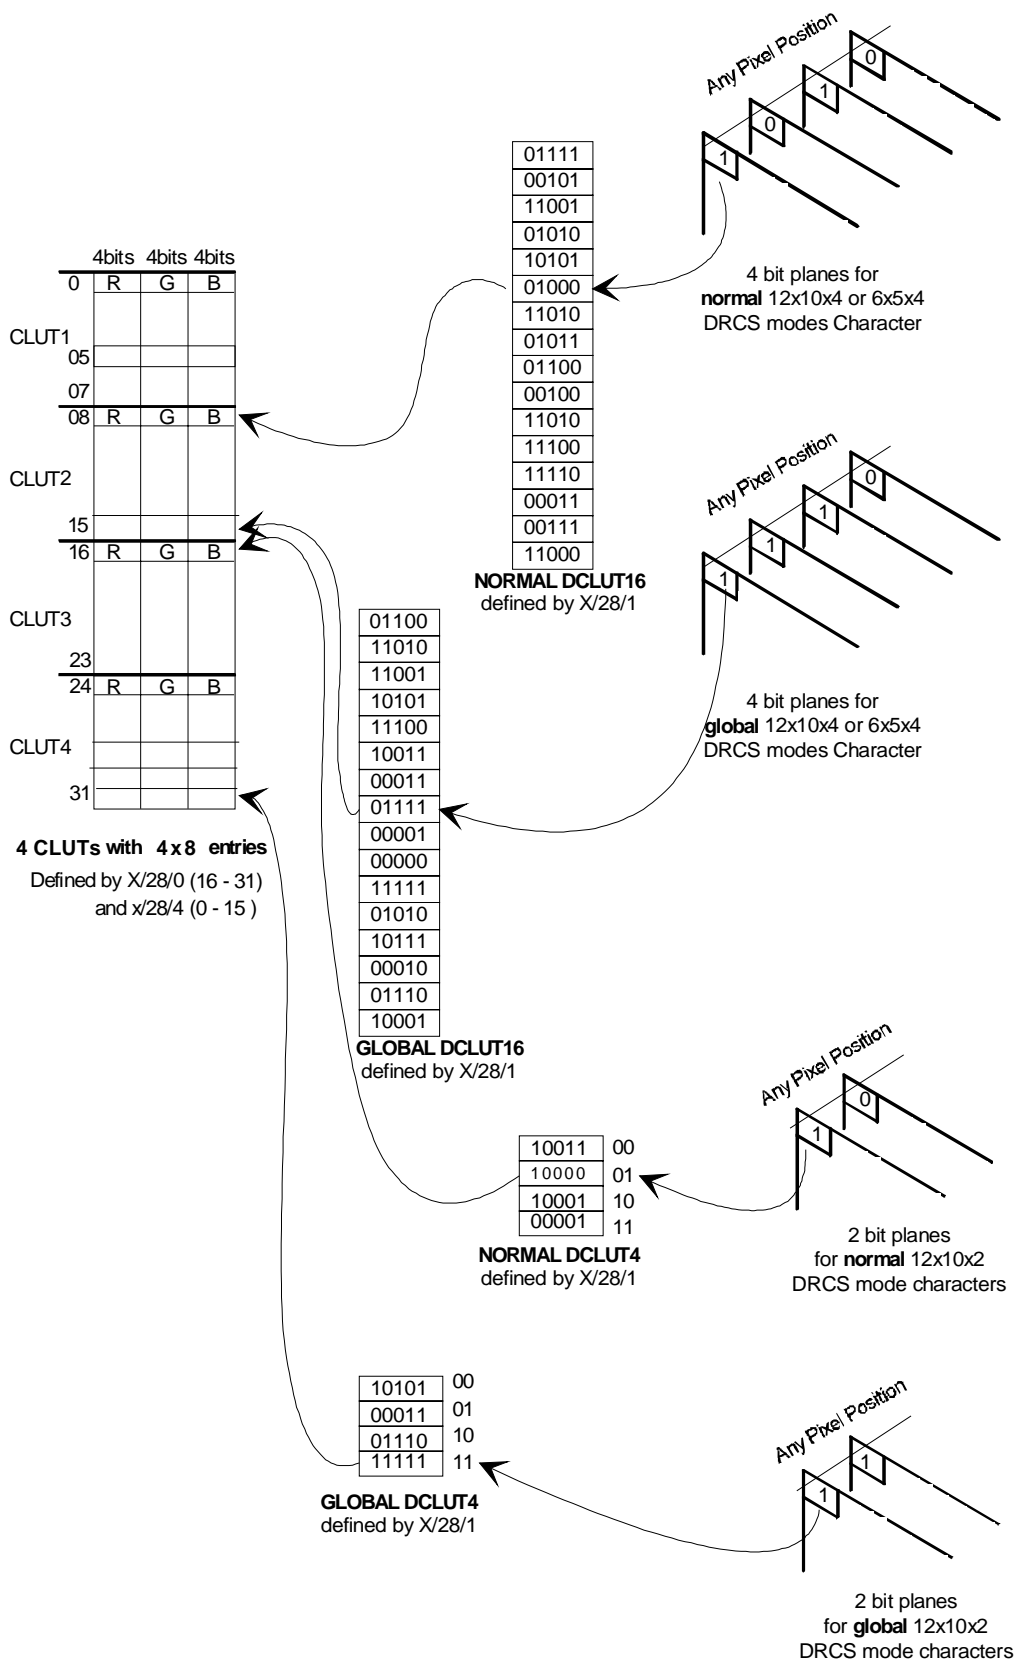 Any Pixel Position
0
1
0
1
4 bit planes for
normal 12x10x4 or 6x5x4
DRCS modes Character
01111
00101
11001
01010
10101
01000
11010
01011
01100
00100
11010
11100
11110
00011
00111
11000
NORMAL DCLUT16
defined by X/28/1
4bits 4bits 4bits
0 R G B
CLUT1
05
07
08 R G B
CLUT2
15
16 R G B
CLUT3
23
24 R G B
CLUT4
31
4 CLUTs with 4x8 entries
Defined by X/28/0 (16 - 31)
and x/28/4 (0 - 15 )
Any Pixel Position
0
1
1
1
4 bit planes for
global 12x10x4 or 6x5x4
DRCS modes Character
01100
11010
11001
10101
11100
10011
00011
01111
00001
00000
11111
01010
10111
00010
01110
10001
GLOBAL DCLUT16
defined by X/28/1
Any Pixel Position
0
1
2 bit planes
for normal 12x10x2
DRCS mode characters
10011 00
10000 01
10001 10
00001 11
NORMAL DCLUT4
defined by X/28/1
10101 00
00011 01
01110 10
11111 11
GLOBAL DCLUT4
defined by X/28/1
Any Pixel Position
1
1
2 bit planes
for global 12x10x2
DRCS mode characters